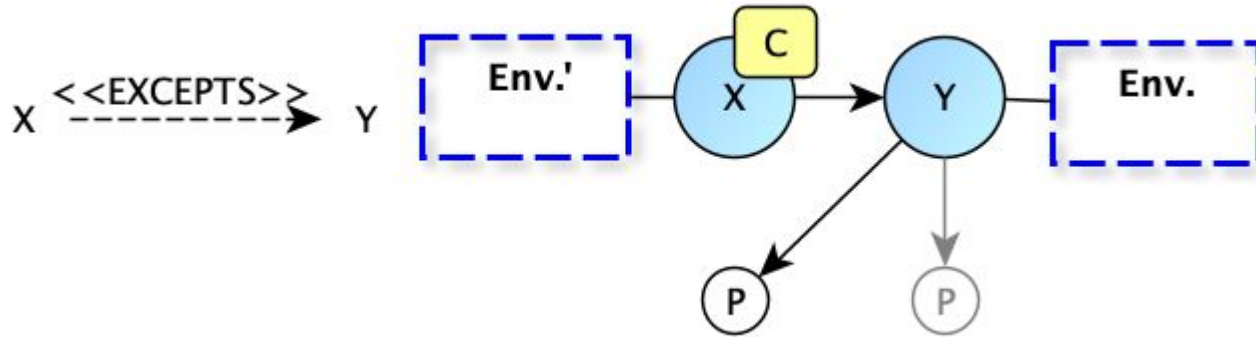 X <<EXCEPTS>> Y
Env.'
X
C
Y
Env.
P
P